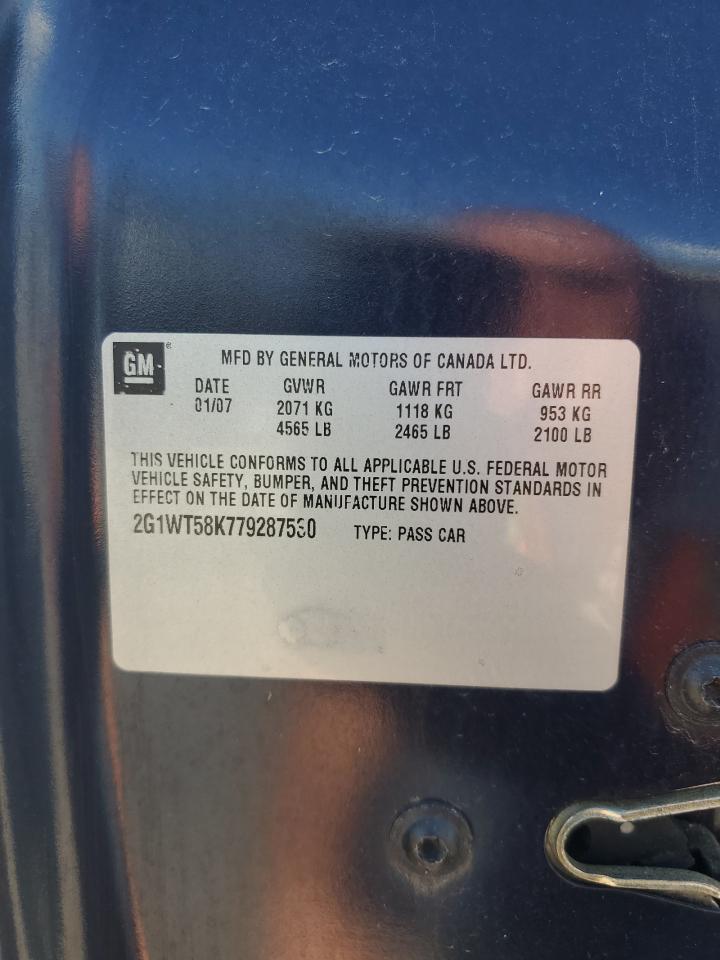 GM
MFD BY GENERAL MOTORS OF CANADA LTD.
DATE GVWR GAWR FRT GAWR RR
01/07 2071 KG 1118 KG 953 KG
4565 LB 2465 LB 2100 LB
THIS VEHICLE CONFORMS TO ALL APPLICABLE U.S. FEDERAL MOTOR
VEHICLE SAFETY, BUMPER, AND THEFT PREVENTION STANDARDS IN
EFFECT ON THE DATE OF MANUFACTURE SHOWN ABOVE.
2G1WT58K779287530 TYPE: PASS CAR